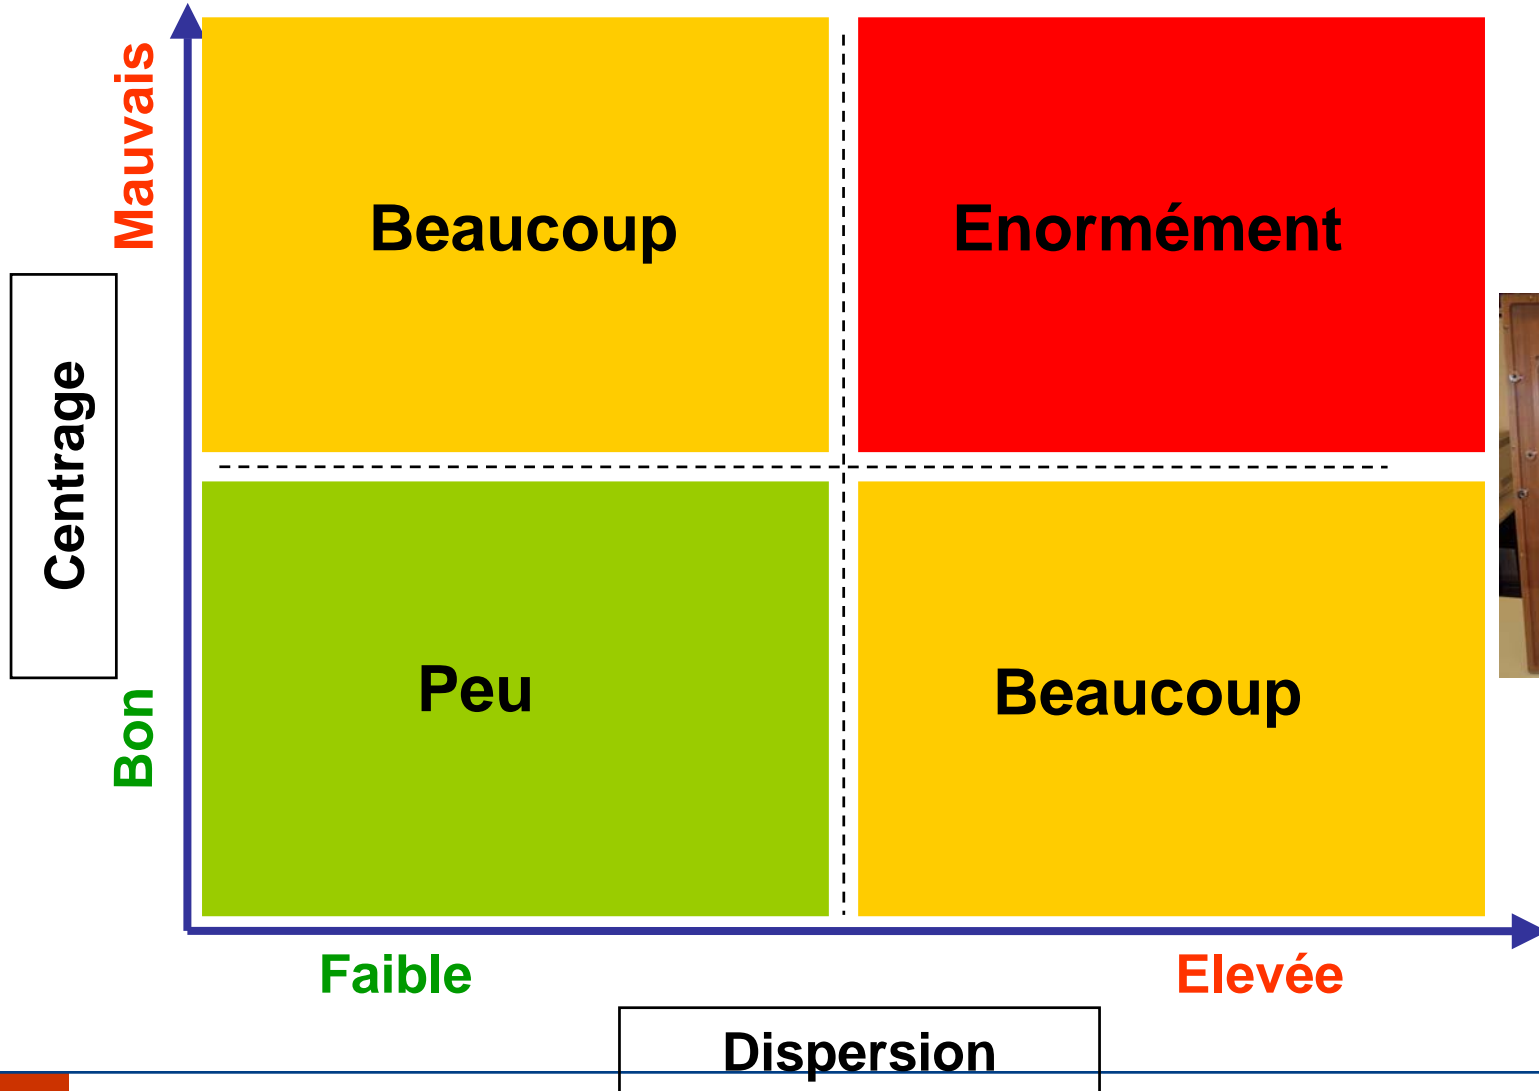 Mauvais
Beaucoup
Enormément
Centrage
Peu
Beaucoup
Bon
Faible
Elevée
Dispersion